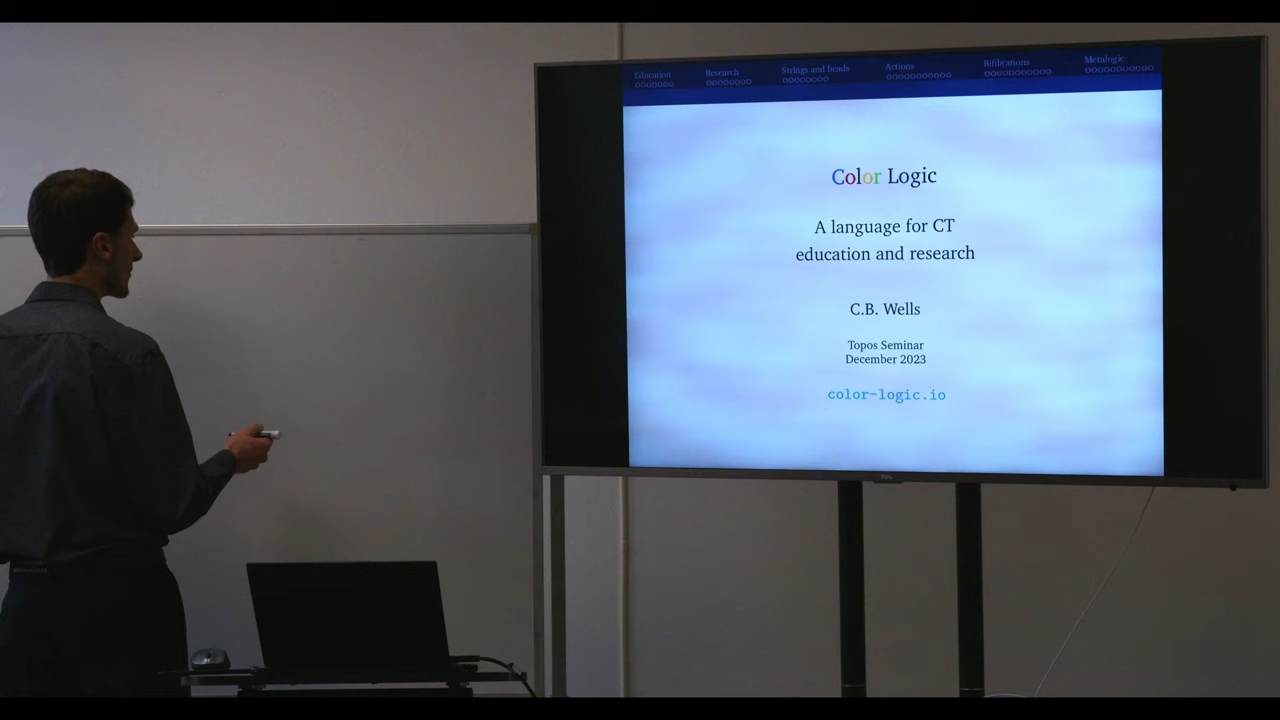 Education Research Strings and beads Actions Bifibrations Metalogic
Color Logic
A language for CT
education and research
C.B. Wells
Topos Seminar
December 2023
color-logic.io
TCL